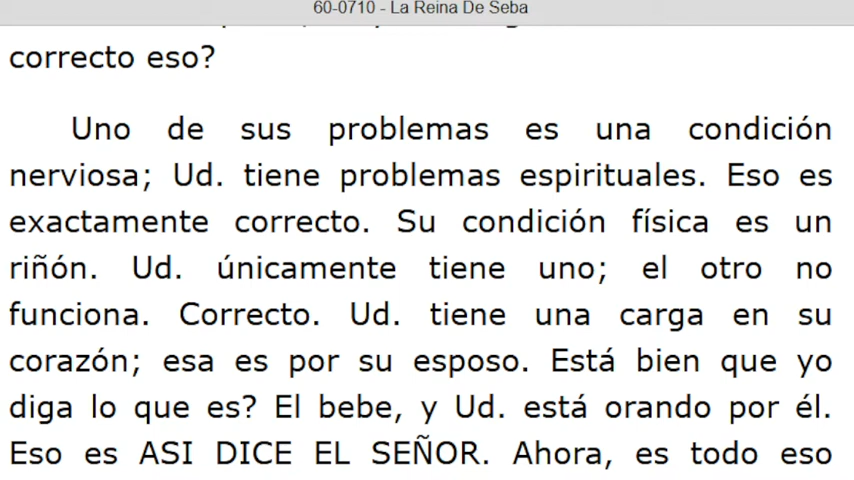 60-0710 - La Reina De Seba
correcto eso?
Uno de sus problemas es una condición
nerviosa; Ud. tiene problemas espirituales. Eso es
exactamente correcto. Su condición física es un
riñón. Ud. únicamente tiene uno; el otro no
funciona. Correcto. Ud. tiene una carga en su
corazón; esa es por su esposo. Está bien que yo
diga lo que es? El bebe, y Ud. está orando por él.
Eso es ASI DICE EL SEÑOR. Ahora, es todo eso